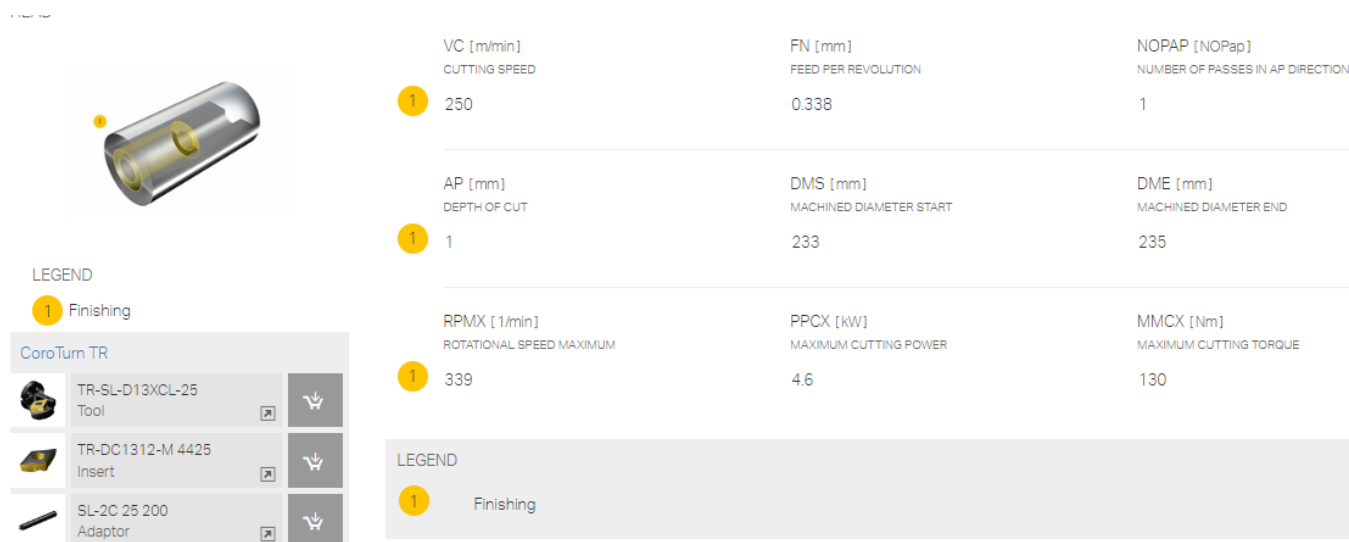 HEAD
VC [m/min]
CUTTING SPEED
1 250
FN [mm]
FEED PER REVOLUTION
0.338
NOPAP [NOPap]
NUMBER OF PASSES IN AP DIRECTION
1
AP [mm]
DEPTH OF CUT
1 1
DMS [mm]
MACHINED DIAMETER START
233
DME [mm]
MACHINED DIAMETER END
235
RPMX [1/min]
ROTATIONAL SPEED MAXIMUM
1 339
PPCX [kW]
MAXIMUM CUTTING POWER
4.6
MMCX [Nm]
MAXIMUM CUTTING TORQUE
130
LEGEND
1 Finishing
1
LEGEND
1 Finishing
CoroTurn TR
TR-SL-D13XCL-25
Tool
TR-DC1312-M 4425
Insert
SL-2C 25 200
Adaptor